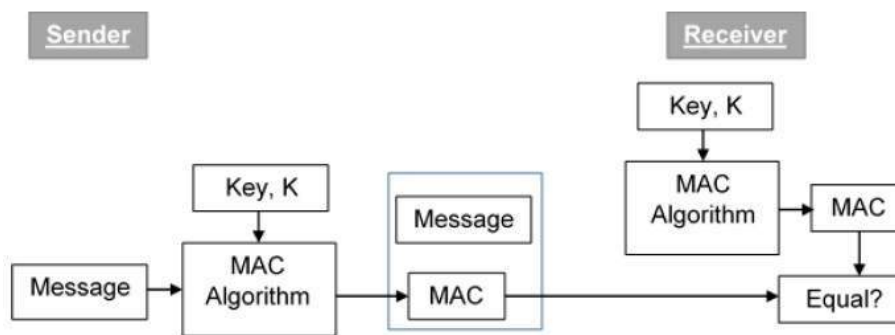 Sender
Receiver
Key, K
MAC
Algorithm
MAC
Key, K
Message
MAC
Algorithm
Message
MAC
Equal?